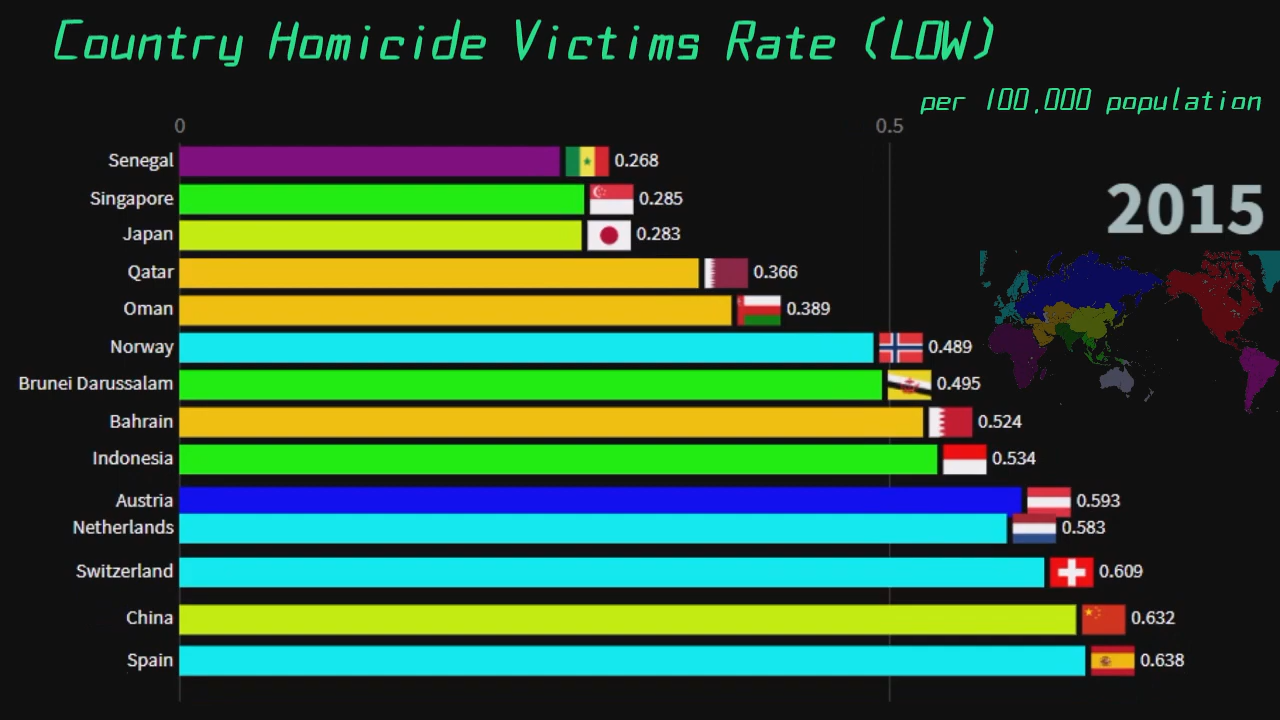 Country Homicide Victims Rate (LOW)
per 100,000 population
0 0.5
Senegal 0.268
Singapore 0.285
2015
Japan 0.283
Qatar 0.366
Oman 0.389
Norway 0.489
Brunei Darussalam 0.495
Bahrain 0.524
Indonesia 0.534
Austria 0.593
Netherlands 0.583
Switzerland 0.609
China 0.632
Spain 0.638